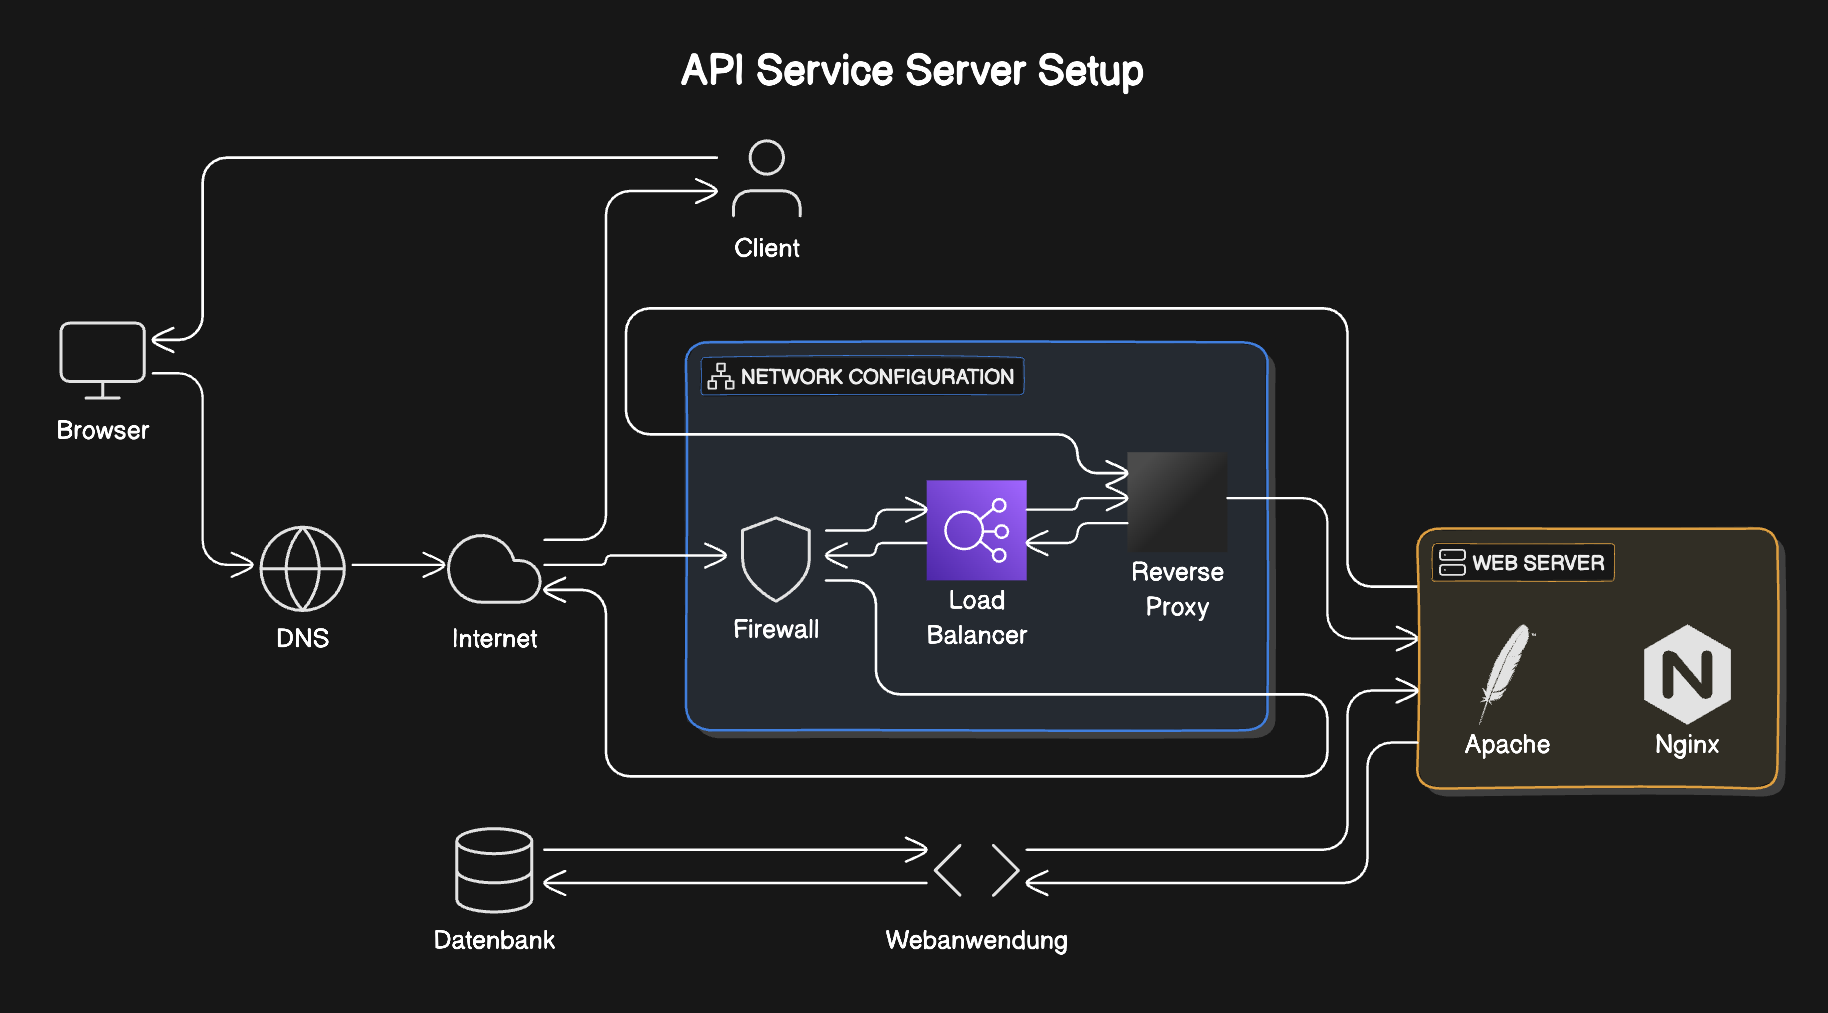 API Service Server Setup
Client
Browser
NETWORK CONFIGURATION
DNS
Internet
Firewall
Load
Balancer
Reverse
Proxy
WEB SERVER
Apache
Nginx
Datenbank
Webanwendung